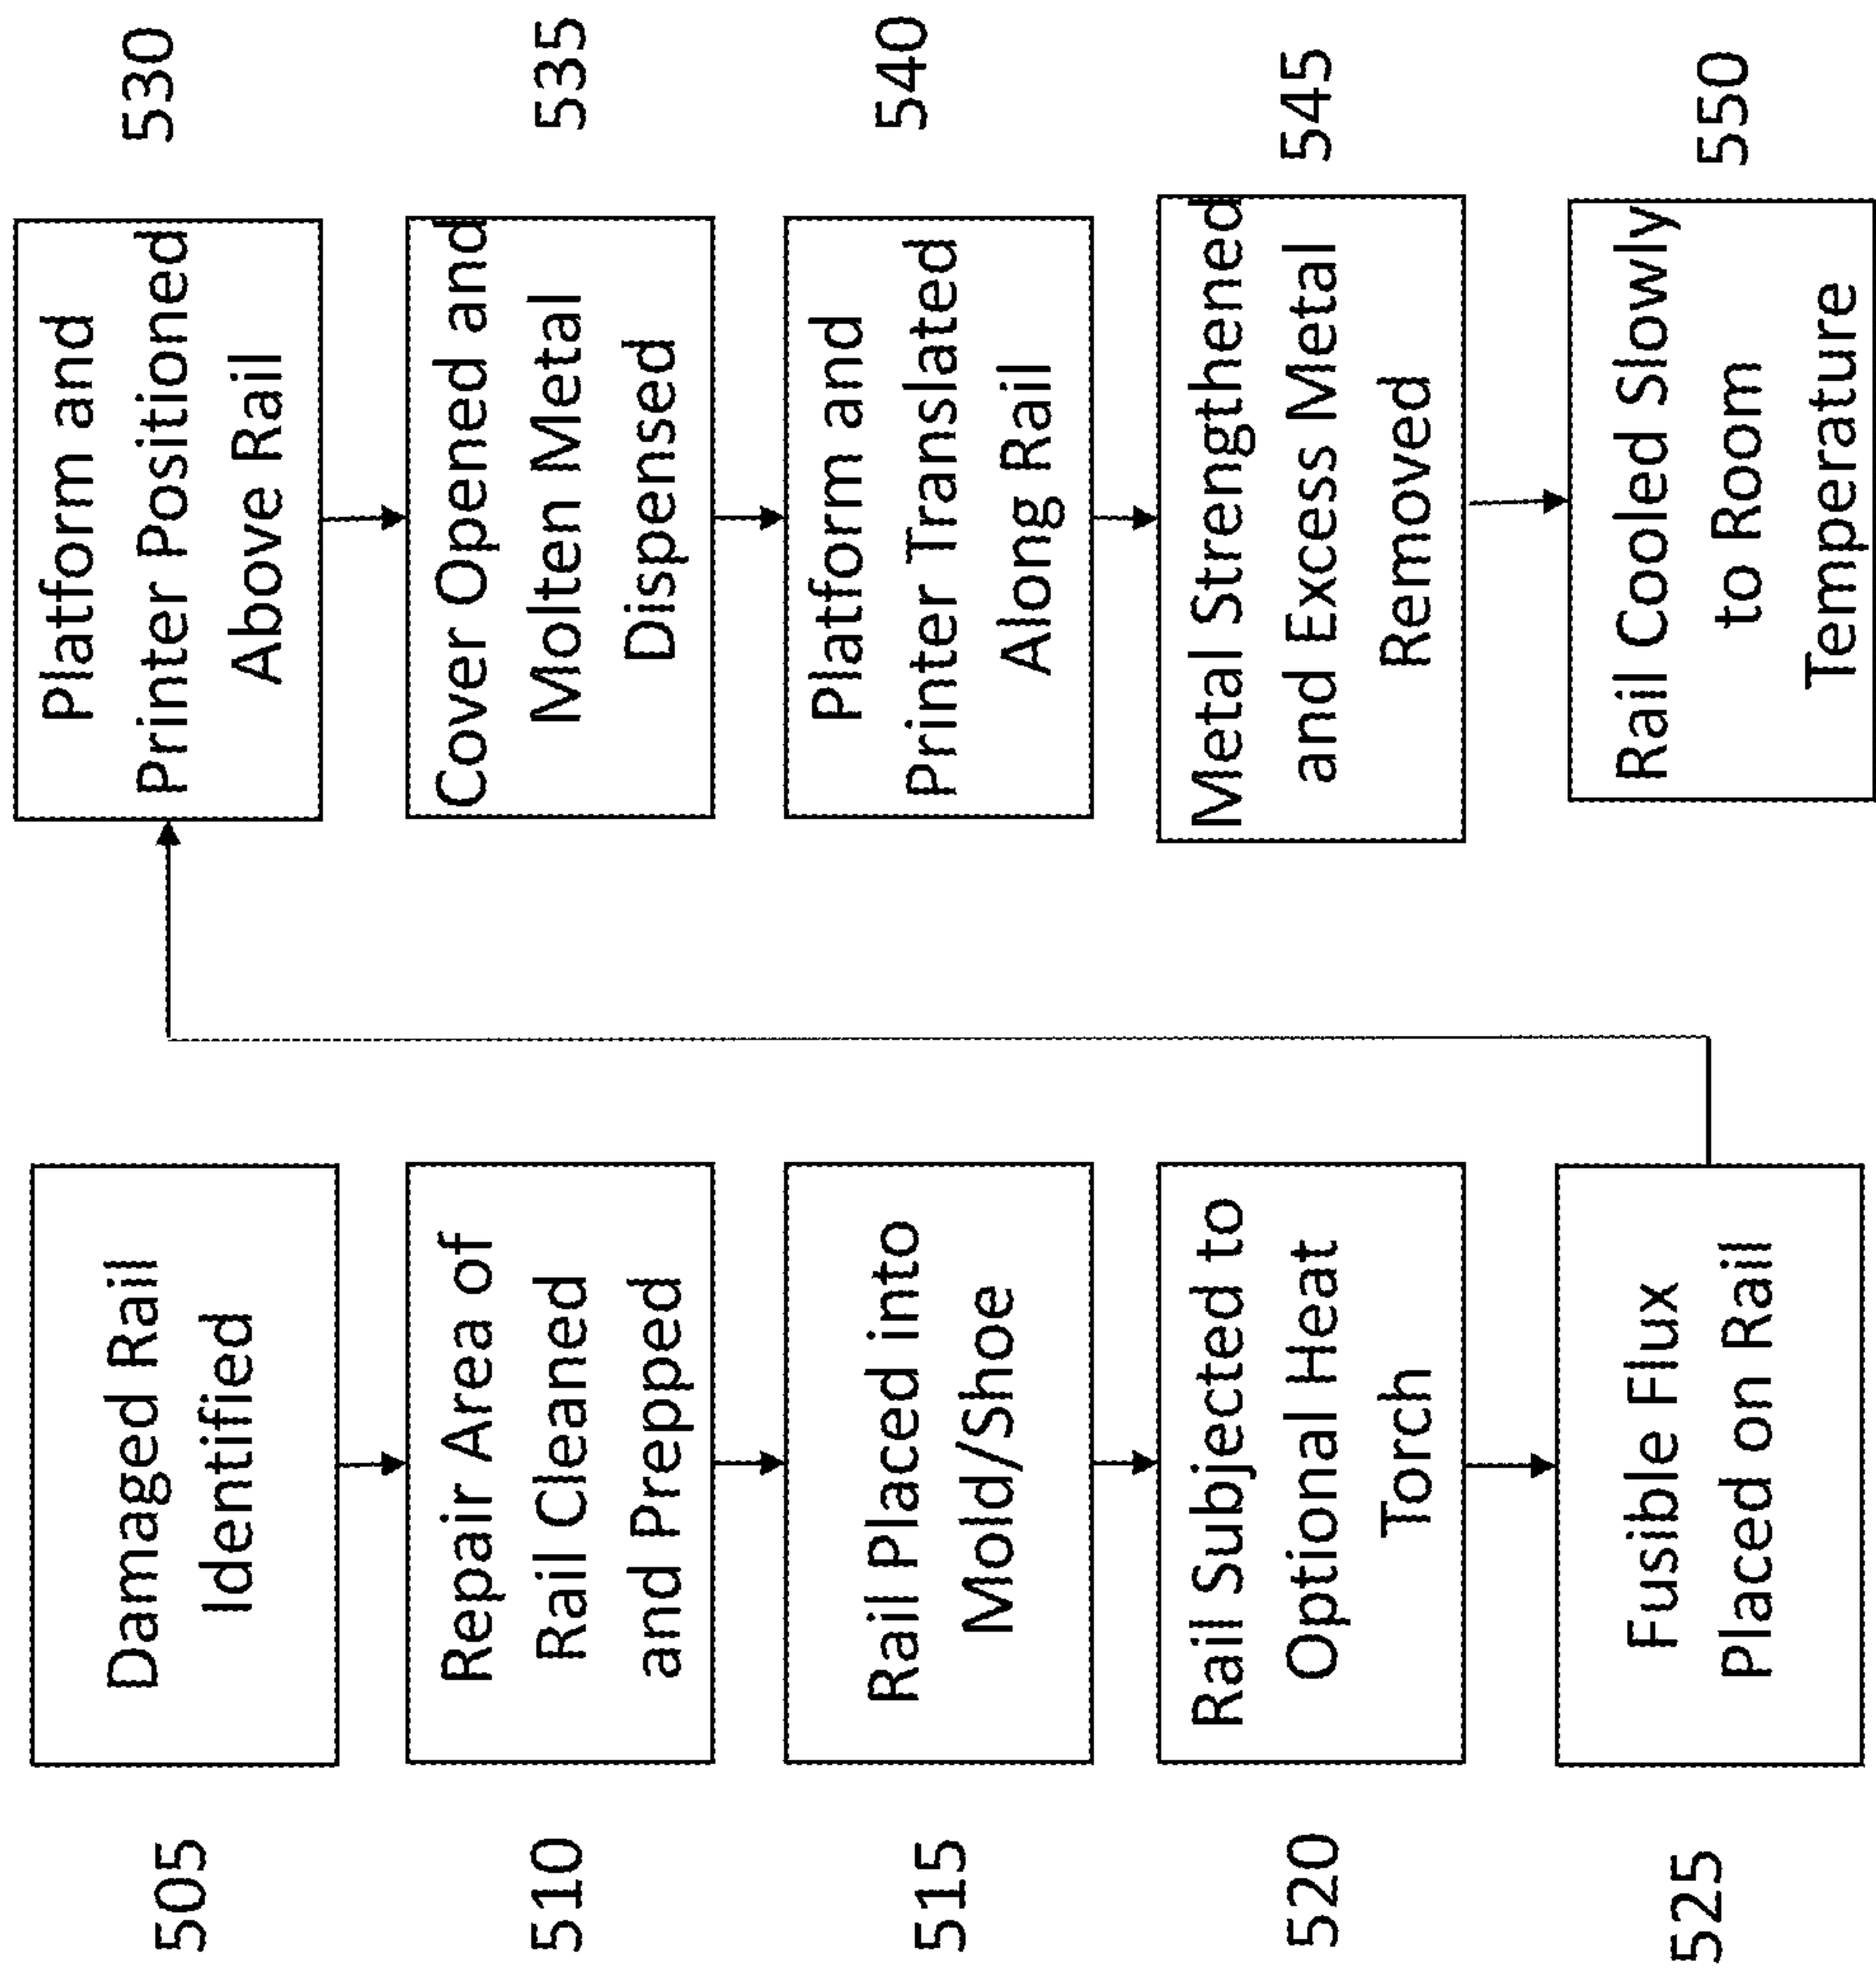 505
Damaged Rail
Identified
510
Repair Area of
Rail Cleaned
and Prepped
515
Rail Placed into
Mold/Shoe
520
Rail Subjected to
Optional Heat
Torch
525
Fusible Flux
Placed on Rail
530
Platform and
Printer Positioned
Above Rail
535
Cover Opened and
Molten Metal
Dispensed
540
Platform and
Printer Translated
Along Rail
545
Metal Strengthened
and Excess Metal
Removed
550
Rail Cooled Slowly
to Room
Temperature